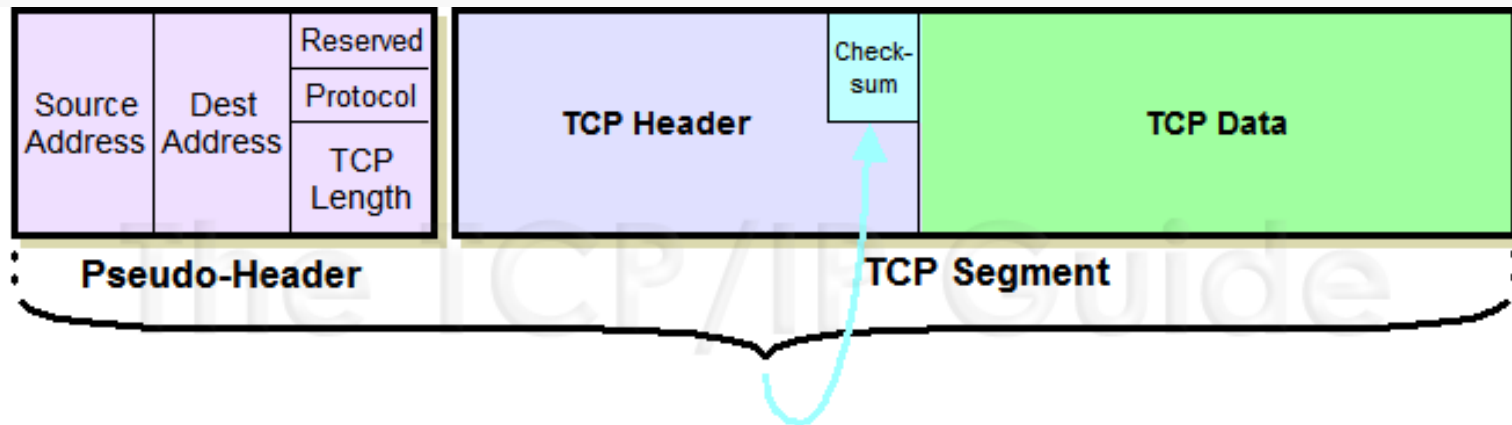 Source
Address
Dest
Address
Reserved
Protocol
TCP
Length
TCP Header
Check-
sum
TCP Data
Pseudo-Header
TCP Segment
The TCP/IP Guide